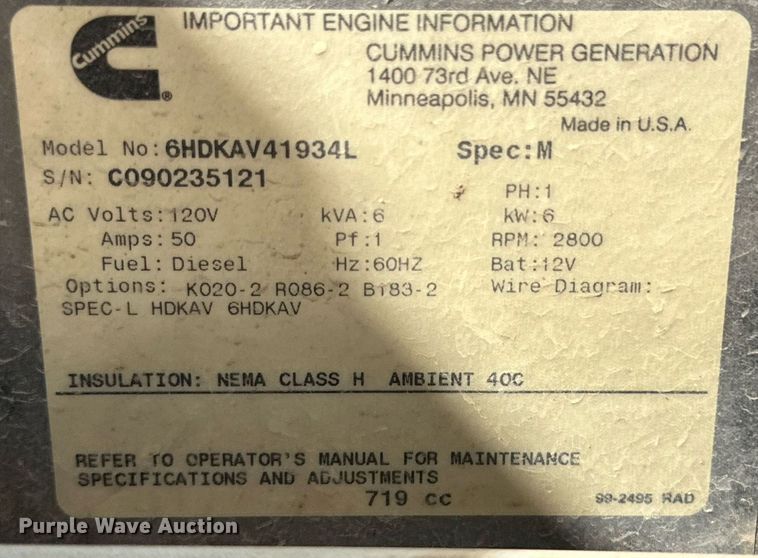 Cummins
IMPORTANT ENGINE INFORMATION
CUMMINS POWER GENERATION
1400 73rd Ave. NE
Minneapolis, MN 55432
Made in U.S.A.
Model No: 6HDKAV41934L Spec: M
S/N: C090235121
PH: 1
AC Volts: 120V kVA: 6 kW: 6
Amps: 50 Pf: 1 RPM: 2800
Fuel: Diesel Hz: 60HZ Bat: 12V
Options: K020-2 R086-2 B183-2 Wire Diagram:
SPEC-L HDKAV 6HDKAV
INSULATION: NEMA CLASS H AMBIENT 40C
REFER TO OPERATOR'S MANUAL FOR MAINTENANCE
SPECIFICATIONS AND ADJUSTMENTS
719 cc 99-2495 RAD
Purple Wave Auction